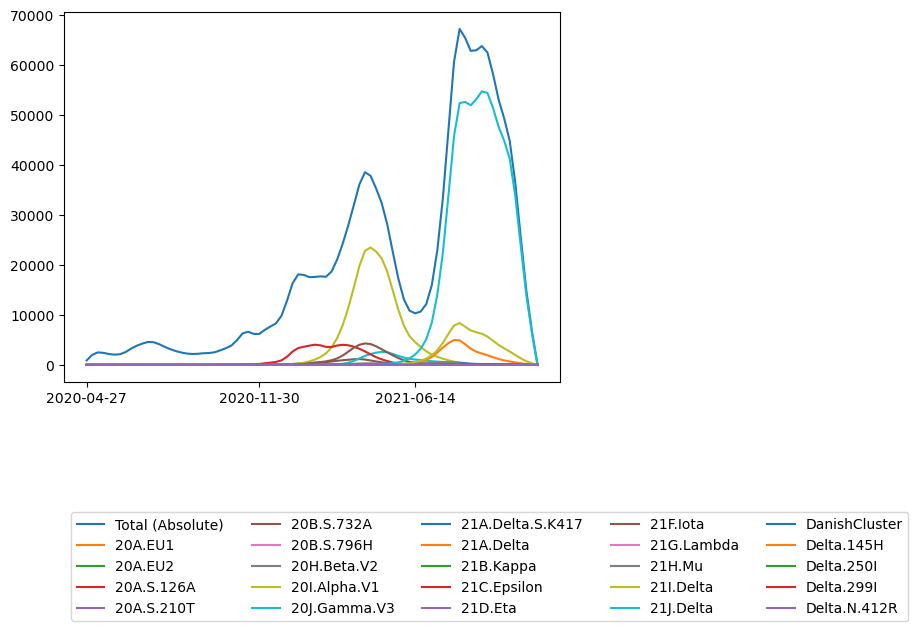 70000
60000
50000
40000
30000
20000
10000
0
2020-04-27 2020-11-30 2021-06-14
Total (Absolute) 20B.S.732A 21A.Delta.S.K417 21F.Iota DanishCluster
20A.EU1 20B.S.796H 21A.Delta 21G.Lambda Delta.145H
20A.EU2 20H.Beta.V2 21B.Kappa 21H.Mu Delta.250I
20A.S.126A 20I.Alpha.V1 21C.Epsilon 21I.Delta Delta.299I
20A.S.210T 20J.Gamma.V3 21D.Eta 21J.Delta Delta.N.412R